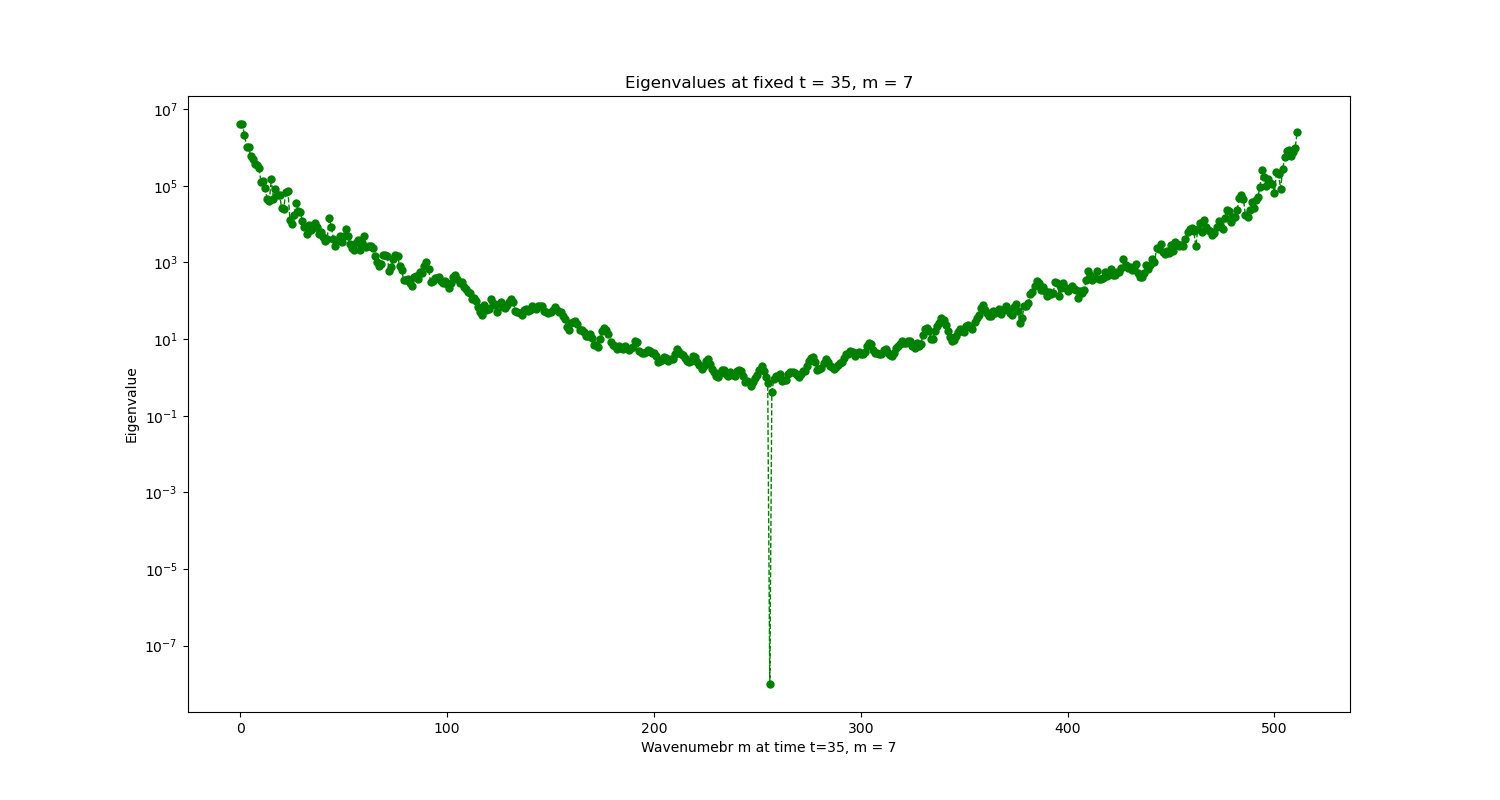 Eigenvalues at fixed t = 35, m = 7
10^7
10^5
10^3
10^1
10^−1
10^−3
10^−5
10^−7
Eigenvalue
0 100 200 300 400 500
Wavenumebr m at time t=35, m = 7